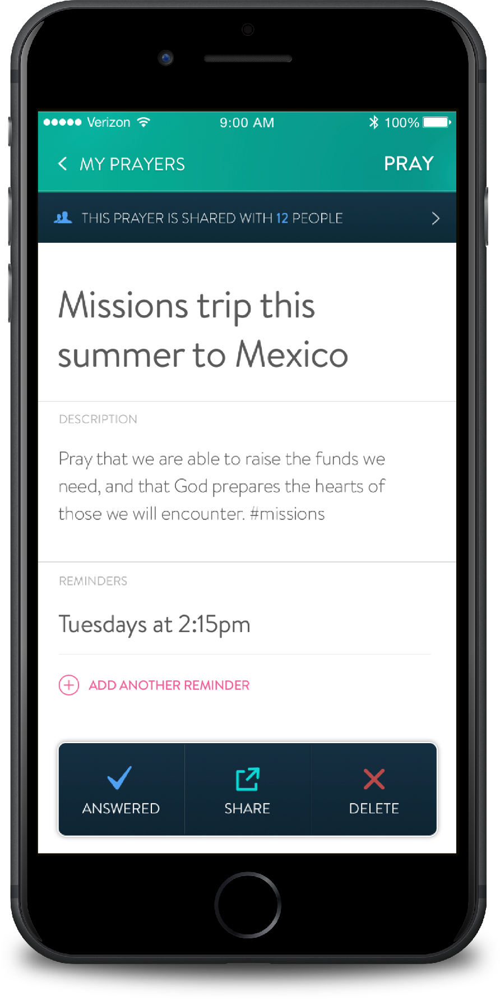 Verizon 9:00 AM 100%
MY PRAYERS PRAY
THIS PRAYER IS SHARED WITH 12 PEOPLE
Missions trip this
summer to Mexico
DESCRIPTION
Pray that we are able to raise the funds we
need, and that God prepares the hearts of
those we will encounter. #missions
REMINDERS
Tuesdays at 2:15pm
ADD ANOTHER REMINDER
ANSWERED SHARE DELETE